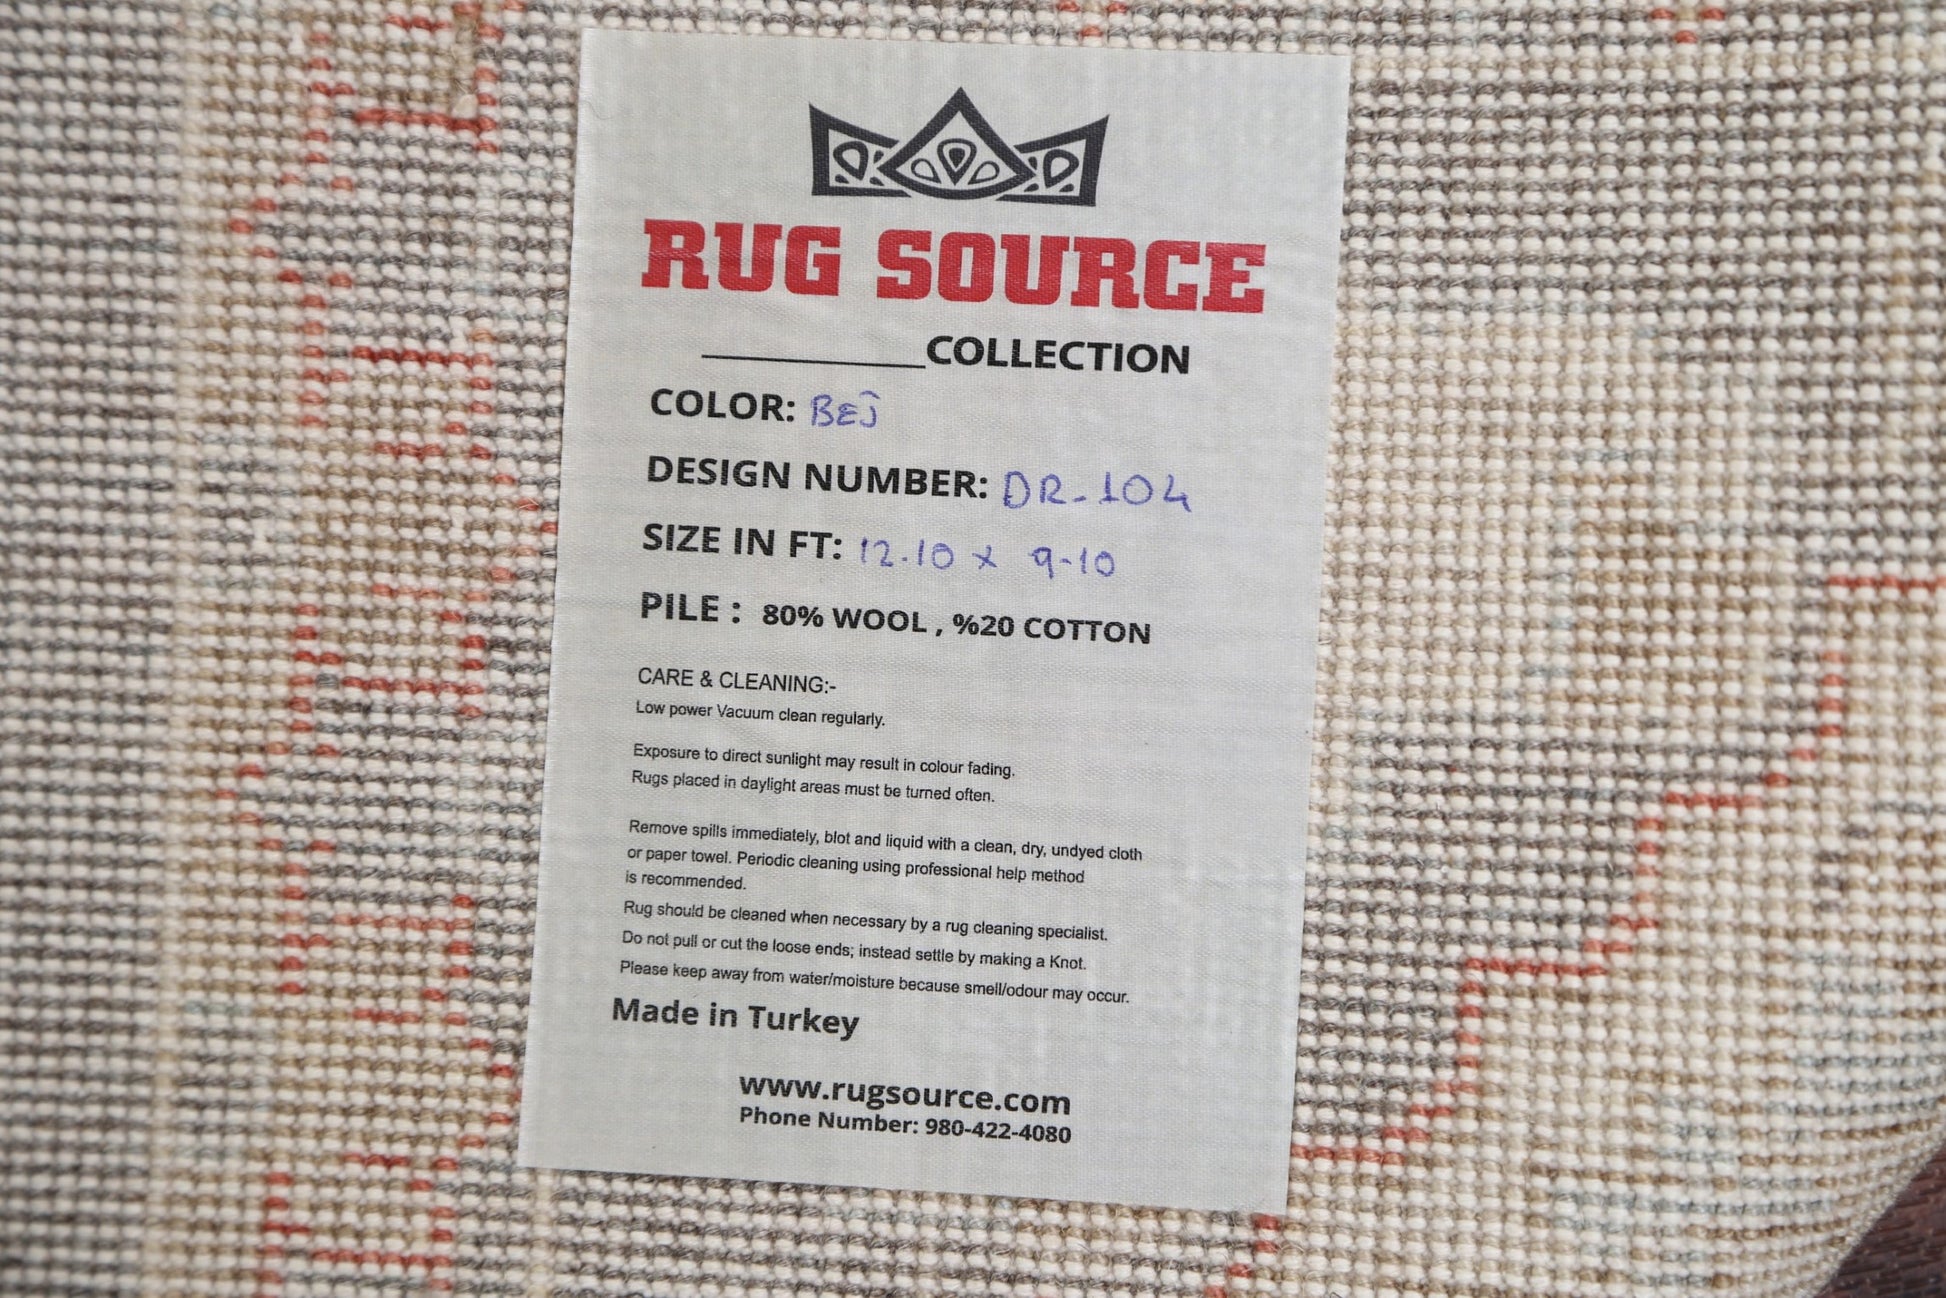 RUG SOURCE
__________COLLECTION
COLOR: BEJ
DESIGN NUMBER: DR-104
SIZE IN FT: 12.10 x 9-10
PILE : 80% WOOL , %20 COTTON
CARE & CLEANING:-
Low power Vacuum clean regularly.
Exposure to direct sunlight may result in colour fading.
Rugs placed in daylight areas must be turned often.
Remove spills immediately, blot and liquid with a clean, dry, undyed cloth
or paper towel. Periodic cleaning using professional help method
is recommended.
Rug should be cleaned when necessary by a rug cleaning specialist.
Do not pull or cut the loose ends; instead settle by making a Knot.
Please keep away from water/moisture because smell/odour may occur.
Made in Turkey
www.rugsource.com
Phone Number: 980-422-4080